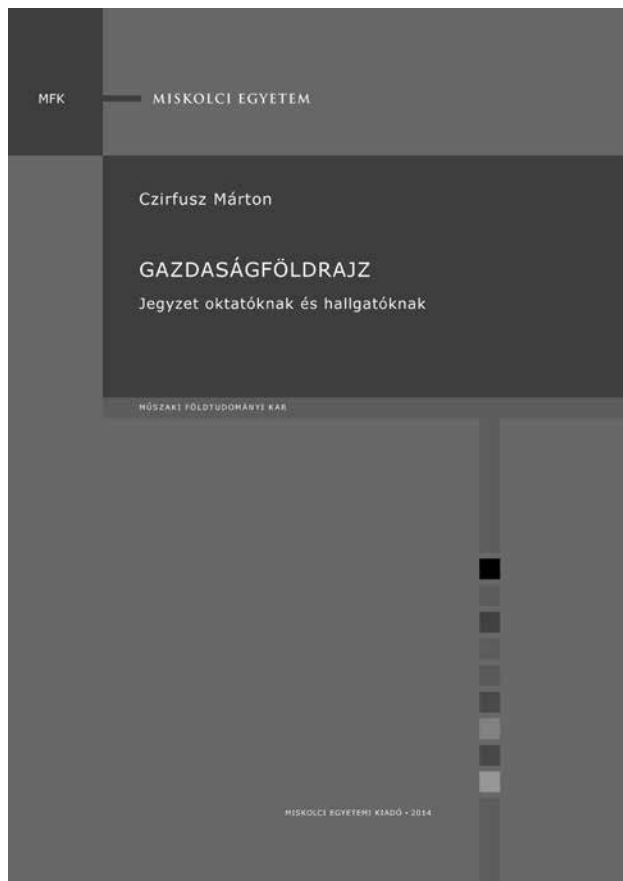 MFK
MISKOLCI EGYETEM
Czirfusz Márton
GAZDASÁGFÖLDRAJZ
Jegyzet oktatóknak és hallgatóknak
MŰSZAKI FÖLDTUDOMÁNYI KAR
MISKOLCI EGYETEMI KIADÓ • 2014